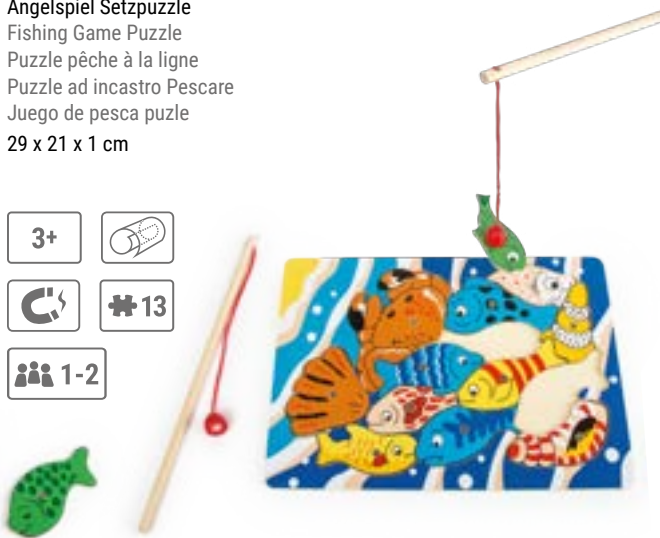 Angelspiel Setzpuzzle
Fishing Game Puzzle
Puzzle pêche à la ligne
Puzzle ad incastro Pescare
Juego de pesca puzle
29 x 21 x 1 cm
3+
13
1-2